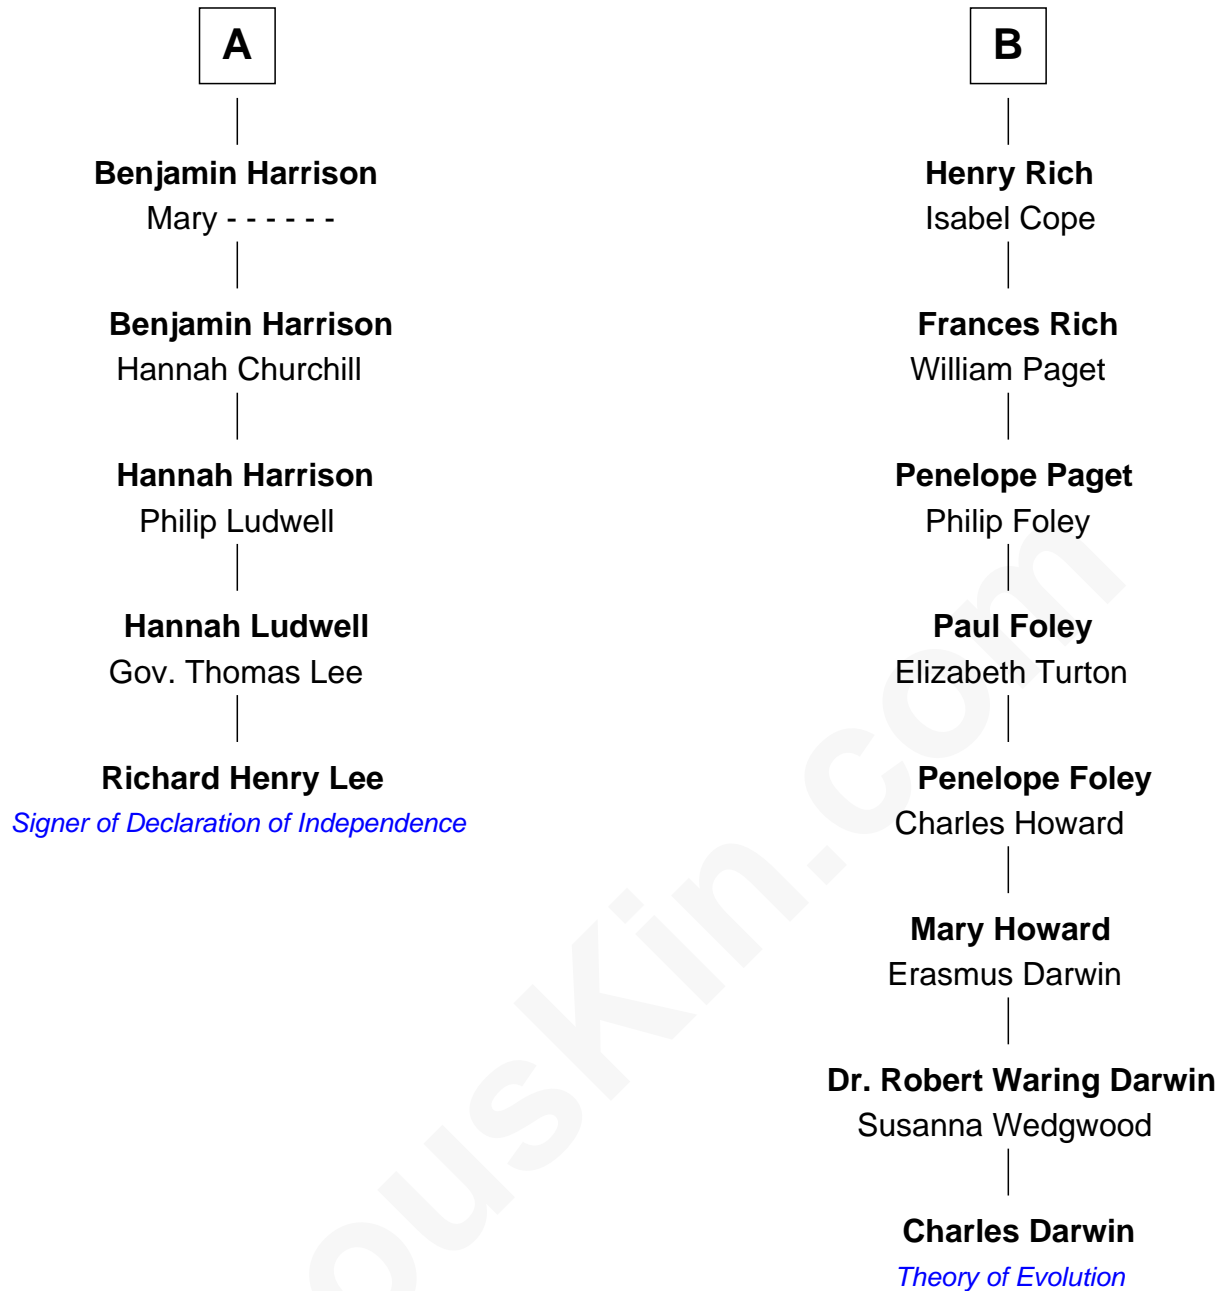 A
Benjamin Harrison
Mary - - - - - -
Benjamin Harrison
Hannah Churchill
Hannah Harrison
Philip Ludwell
Hannah Ludwell
Gov. Thomas Lee
Richard Henry Lee
Signer of Declaration of Independence
B
Henry Rich
Isabel Cope
Frances Rich
William Paget
Penelope Paget
Philip Foley
Paul Foley
Elizabeth Turton
Penelope Foley
Charles Howard
Mary Howard
Erasmus Darwin
Dr. Robert Waring Darwin
Susanna Wedgwood
Charles Darwin
Theory of Evolution
ousKin.com